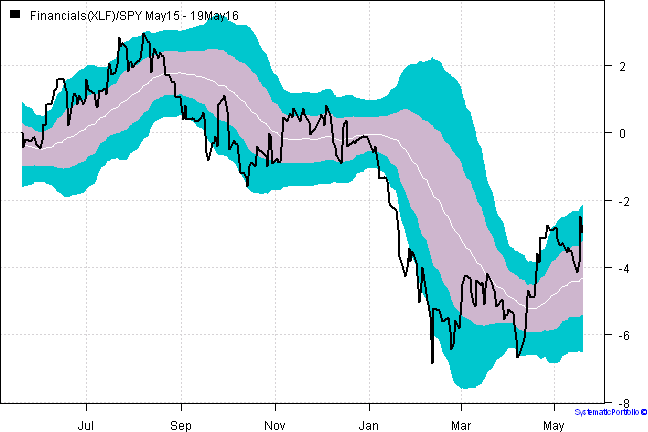 Financials(XLF)/SPY May15 - 19May16
2
0
-2
-4
-6
-8
Jul Sep Nov Jan Mar May
SystematicPortfolio ©